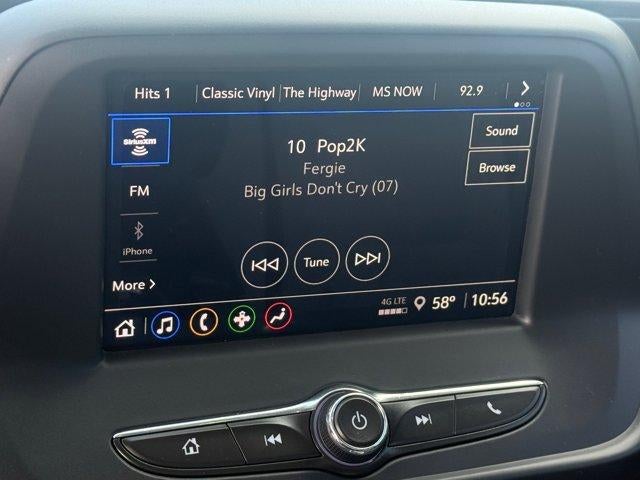 Hits 1 Classic Vinyl The Highway MS NOW 92.9
SiriusXM
10 Pop2K
Sound
Fergie
Browse
FM
Big Girls Don't Cry (07)
iPhone
Tune
More
4G LTE 58° 10:56